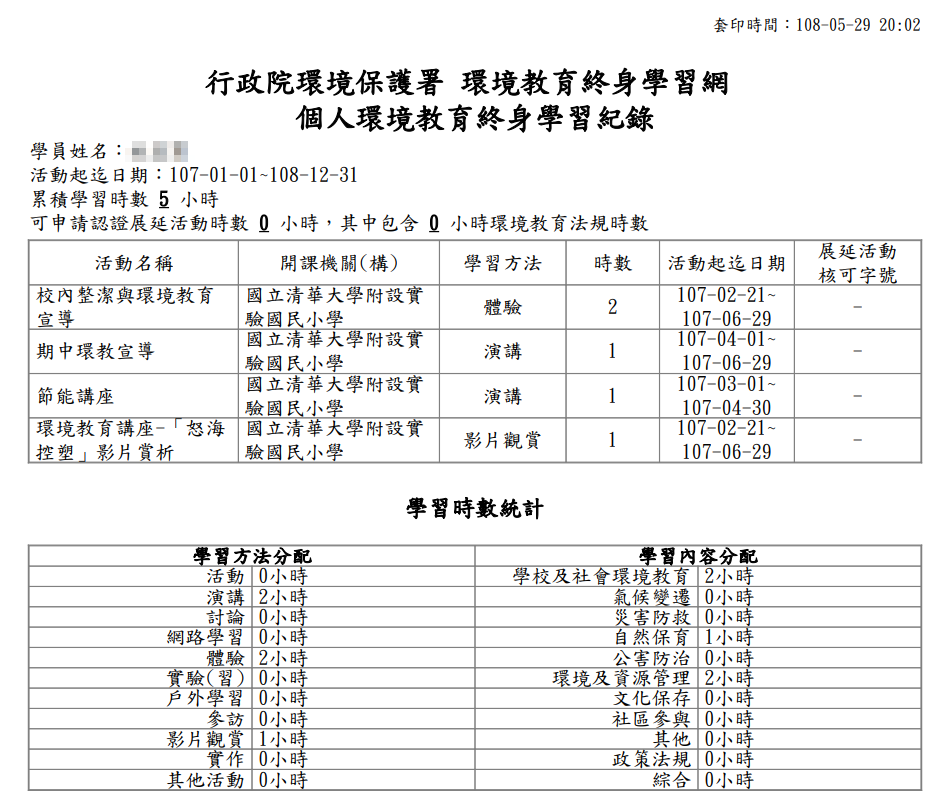 套印時間：108-05-29 20:02
行政院環境保護署 環境教育終身學習網
個人環境教育終身學習紀錄
學員姓名：
活動起迄日期：107-01-01~108-12-31
累積學習時數 5 小時
可申請認證展延活動時數 0 小時，其中包含 0 小時環境教育法規時數
活動名稱 開課機關(構) 學習方法 時數 活動起迄日期 展延活動
核可字號
校內整潔與環境教育
宣導
國立清華大學附設實
驗國民小學
體驗
2
107-02-21~
107-06-29
-
期中環教宣導
國立清華大學附設實
驗國民小學
演講
1
107-04-01~
107-06-29
-
節能講座
國立清華大學附設實
驗國民小學
演講
1
107-03-01~
107-04-30
-
環境教育講座-「怒海
控塑」影片賞析
國立清華大學附設實
驗國民小學
影片觀賞
1
107-02-21~
107-06-29
-
學習時數統計
學習方法分配 學習內容分配
活動 0小時 學校及社會環境教育 2小時
演講 2小時 氣候變遷 0小時
討論 0小時 災害防救 0小時
網路學習 0小時 自然保育 1小時
體驗 2小時 公害防治 0小時
實驗(習) 0小時 環境及資源管理 2小時
戶外學習 0小時 文化保存 0小時
參訪 0小時 社區參與 0小時
影片觀賞 1小時 其他 0小時
實作 0小時 政策法規 0小時
其他活動 0小時 綜合 0小時